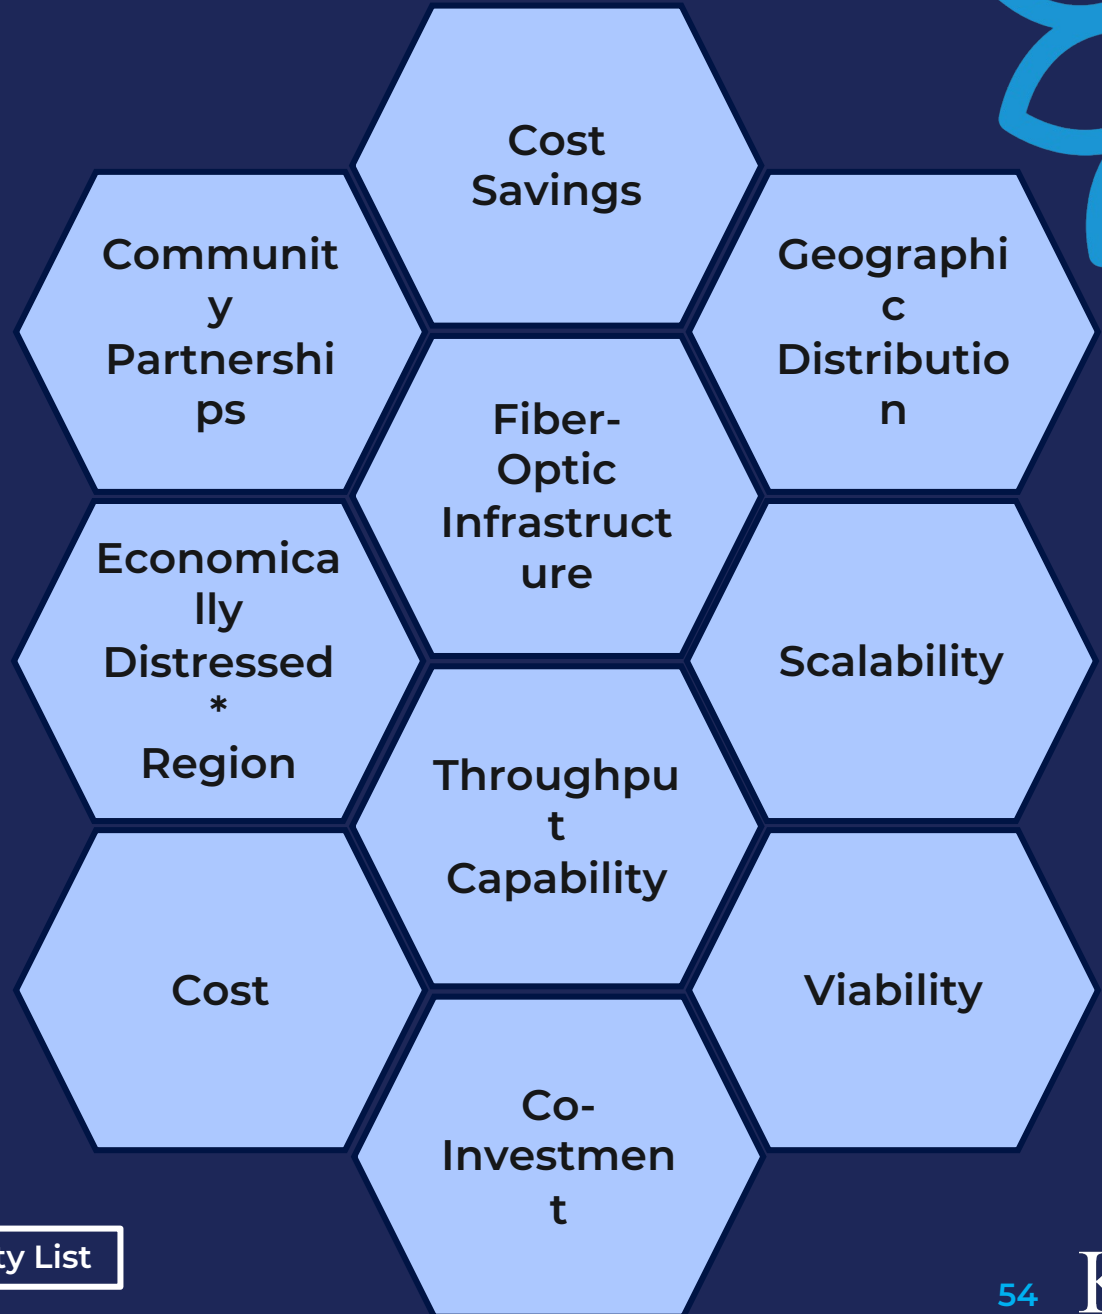 Cost
Savings
Communit
y
Partnershi
ps
Geographi
c
Distributio
n
Fiber-
Optic
Infrastruct
ure
Economica
lly
Distressed
*
Region
Scalability
Throughpu
t
Capability
Cost
Viability
Co-
Investmen
t
List
54
K